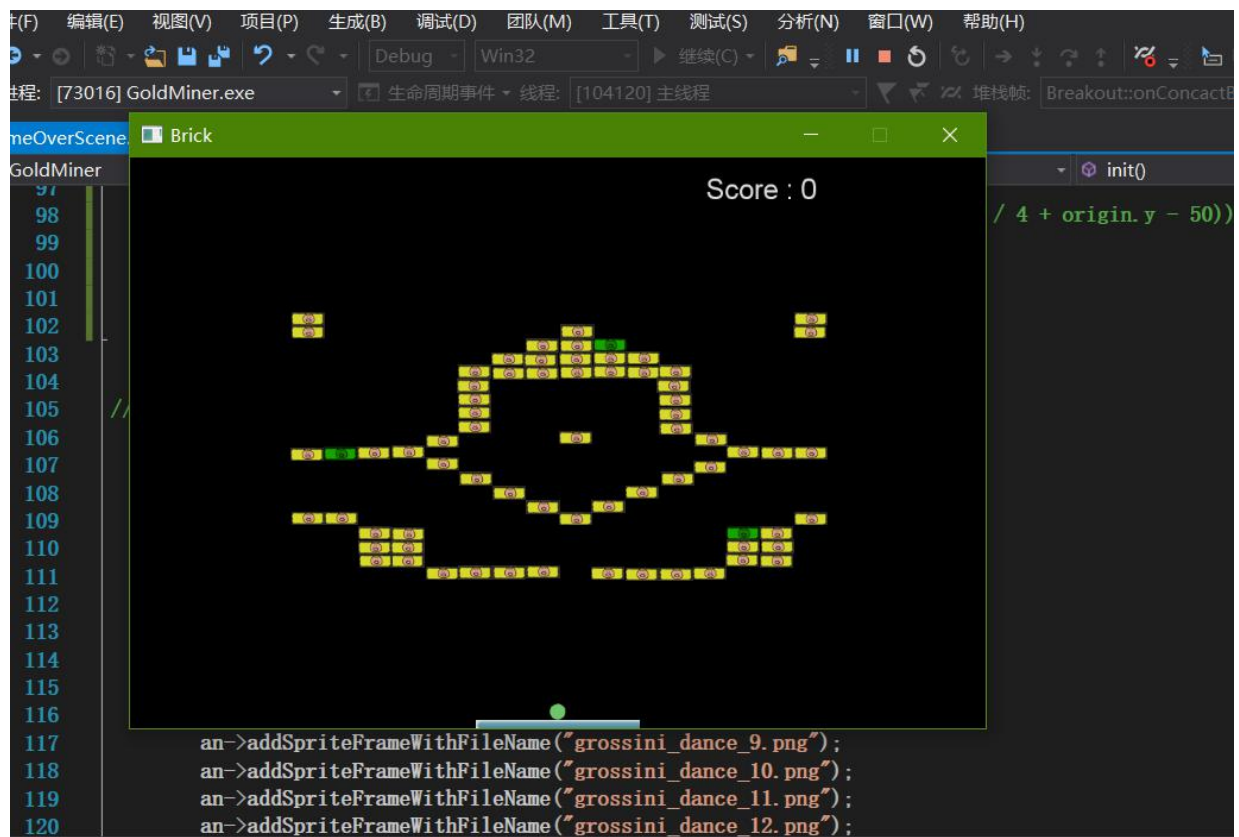 件(F) 编辑(E) 视图(V) 项目(P) 生成(B) 调试(D) 团队(M) 工具(T) 测试(S) 分析(N) 窗口(W) 帮助(H)
Debug Win32 继续(C)
进程: [73016] GoldMiner.exe 生命周期事件 线程: [104120] 主线程 堆栈帧: Breakout::onConcactB
meOverScene. Brick
GoldMiner init()
Score : 0
97
98 / 4 + origin.y - 50))
99
100
101
102
103
104
105 //
106
107
108
109
110
111
112
113
114
115
116
117 an->addSpriteFrameWithFileName("grossini_dance_9.png");
118 an->addSpriteFrameWithFileName("grossini_dance_10.png");
119 an->addSpriteFrameWithFileName("grossini_dance_11.png");
120 an->addSpriteFrameWithFileName("grossini_dance_12.png");